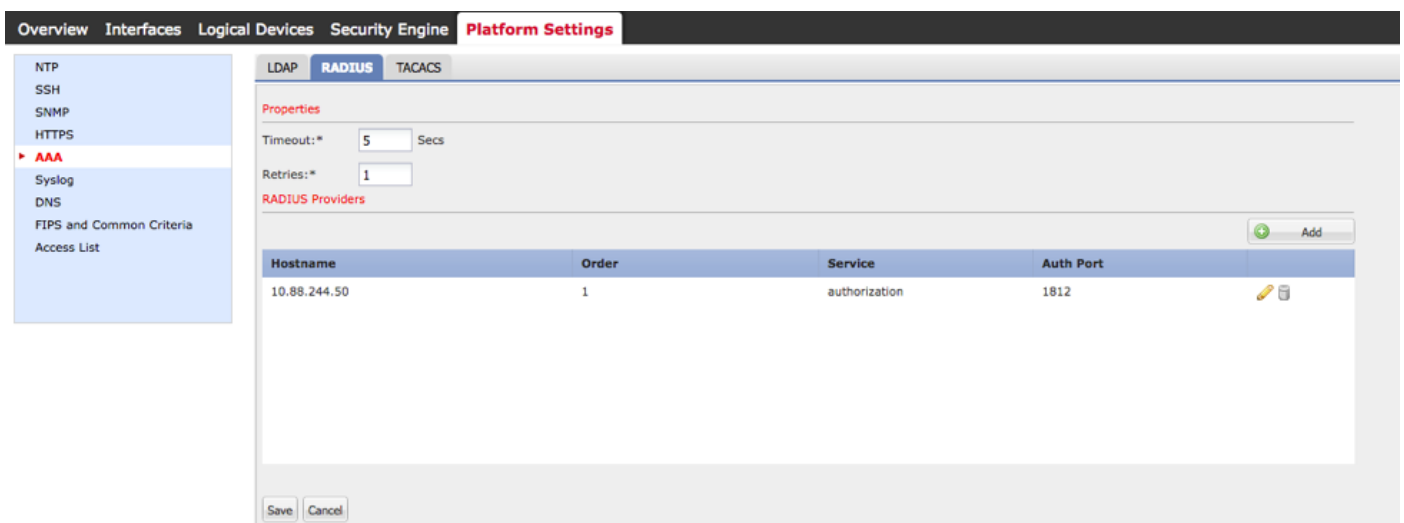 Overview Interfaces Logical Devices Security Engine Platform Settings
NTP
SSH
SNMP
HTTPS
AAA
Syslog
DNS
FIPS and Common Criteria
Access List
LDAP RADIUS TACACS
Properties
Timeout:* 5 Secs
Retries:* 1
RADIUS Providers
Add
Hostname Order Service Auth Port
10.88.244.50 1 authorization 1812
Save Cancel